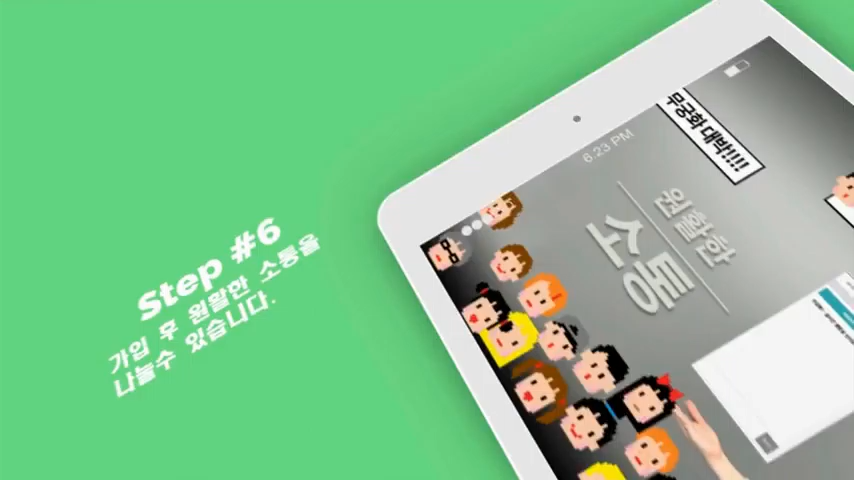 Step #6
가입 후 원활한 소통을
나눌수 있습니다.
6.23 PM
무궁화 대박!!!!
원활한
소통